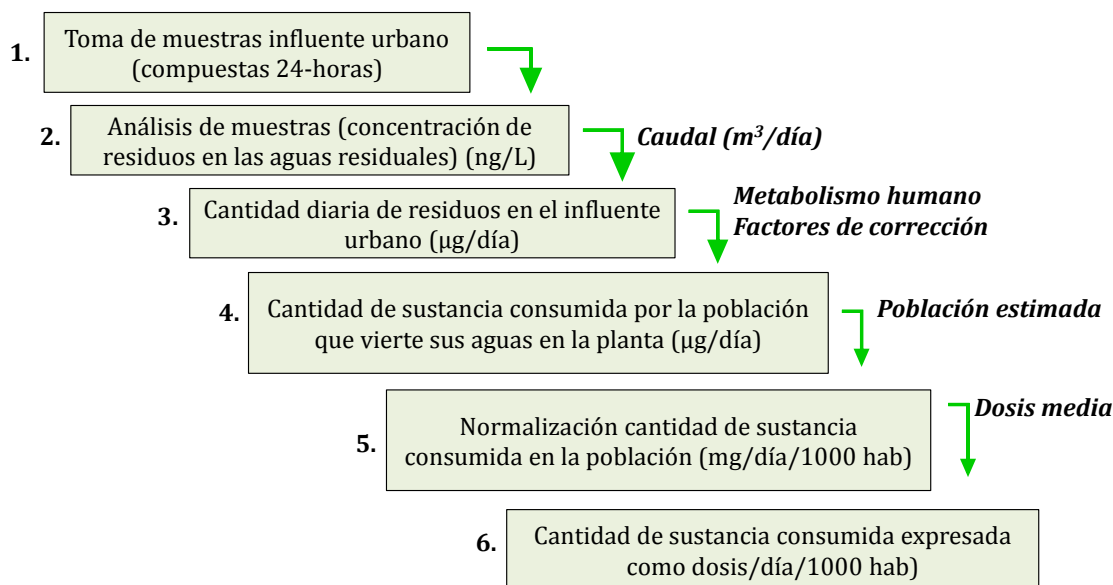 1.
Toma de muestras influente urbano
(compuestas 24-horas)
2.
Análisis de muestras (concentración de
residuos en las aguas residuales) (ng/L)
Caudal (m³/día)
3.
Cantidad diaria de residuos en el influente
urbano (µg/día)
Metabolismo humano
Factores de corrección
4.
Cantidad de sustancia consumida por la población
que vierte sus aguas en la planta (µg/día)
Población estimada
5.
Normalización cantidad de sustancia
consumida en la población (mg/día/1000 hab)
Dosis media
6.
Cantidad de sustancia consumida expresada
como dosis/día/1000 hab)